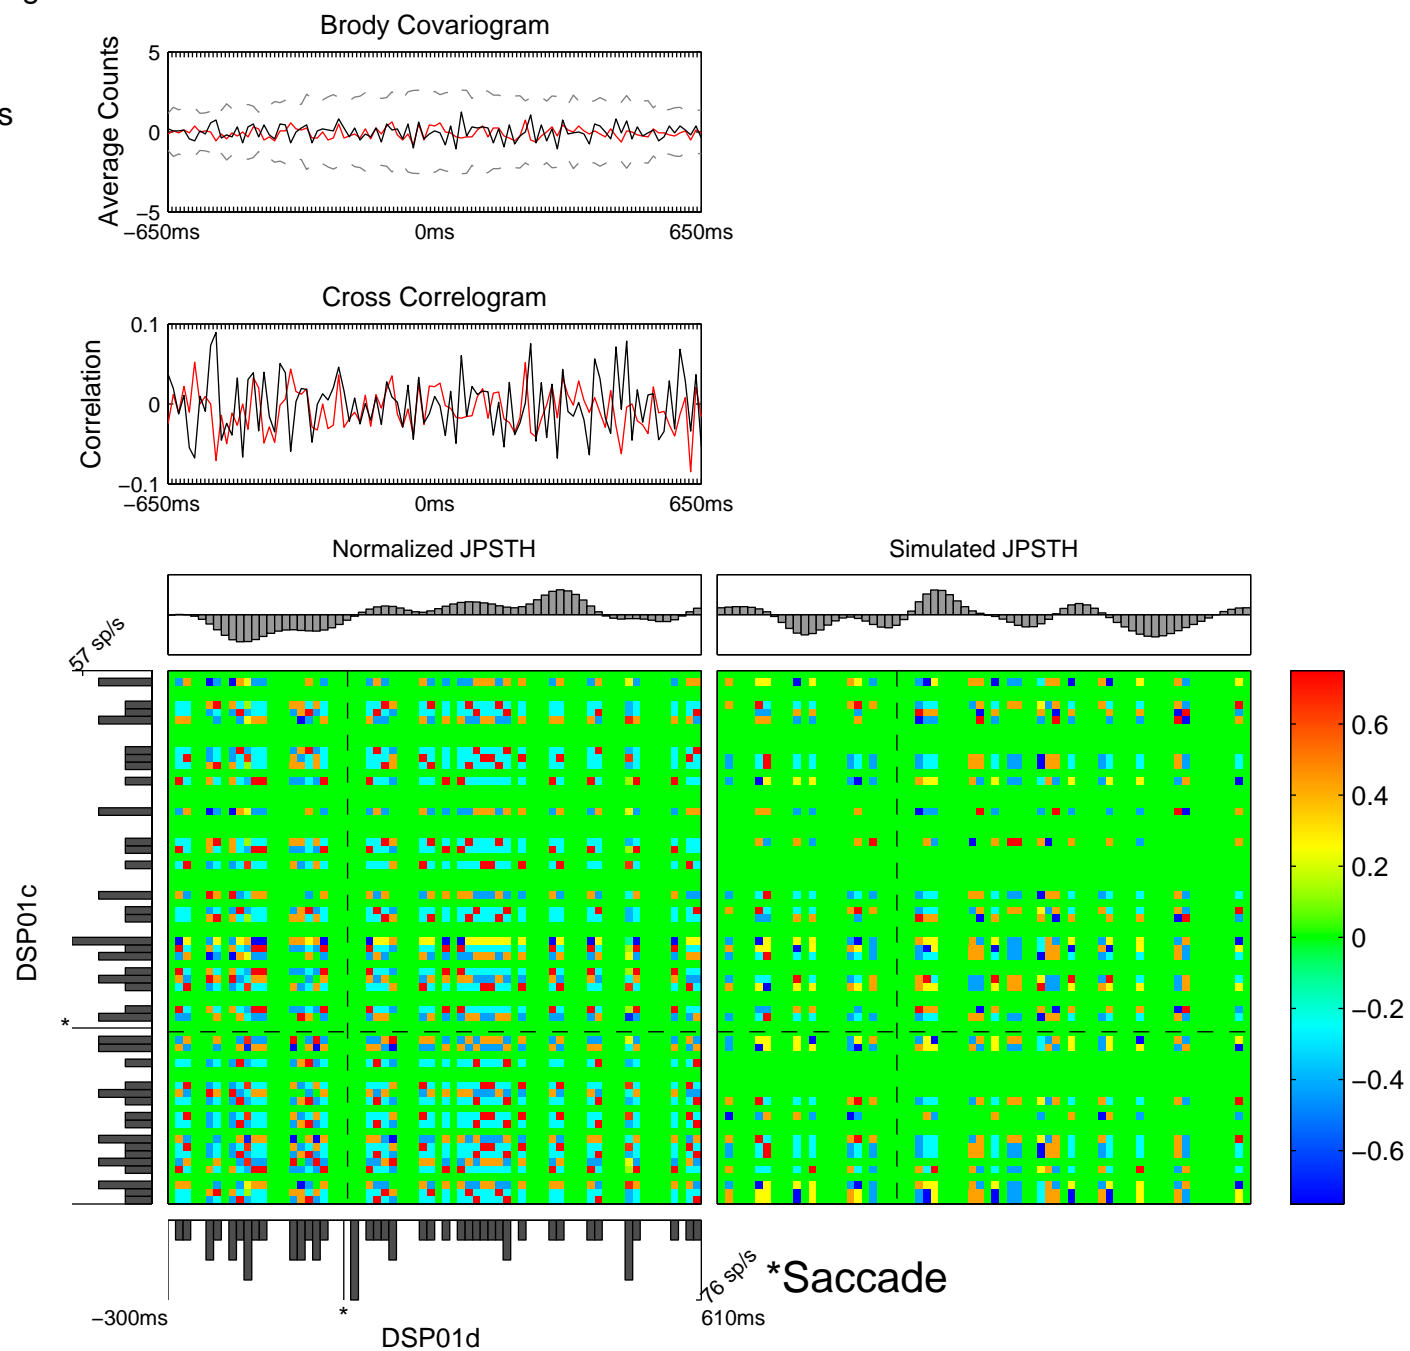 g
Brody Covariogram
s
Average Counts
5
0
−5
−650ms 0ms 650ms
Cross Correlogram
Correlation
0.1
0
−0.1
−650ms 0ms 650ms
Normalized JPSTH Simulated JPSTH
57 sp/s
DSP01c
*
0.6
0.4
0.2
0
−0.2
−0.4
−0.6
76 sp/s
*Saccade
*
−300ms 610ms
DSP01d